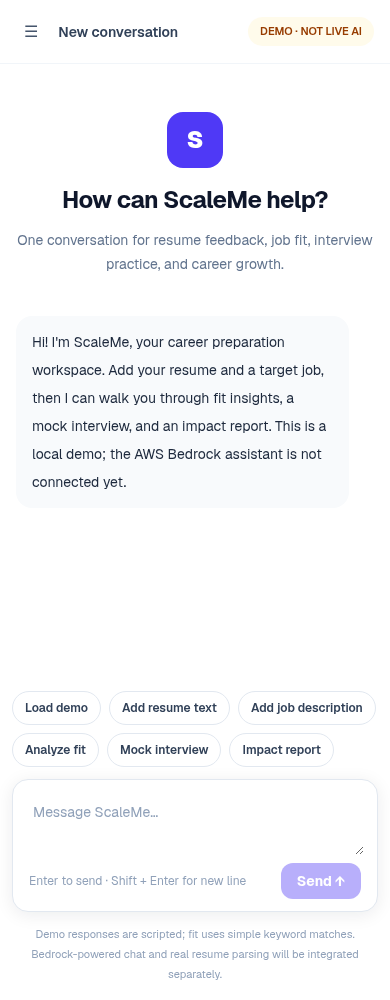 ☰ New conversation DEMO · NOT LIVE AI
S
How can ScaleMe help?
One conversation for resume feedback, job fit, interview
practice, and career growth.
Hi! I'm ScaleMe, your career preparation
workspace. Add your resume and a target job,
then I can walk you through fit insights, a
mock interview, and an impact report. This is a
local demo; the AWS Bedrock assistant is not
connected yet.
Load demo Add resume text Add job description
Analyze fit Mock interview Impact report
Message ScaleMe...
Enter to send · Shift + Enter for new line Send ↑
Demo responses are scripted; fit uses simple keyword matches.
Bedrock-powered chat and real resume parsing will be integrated
separately.